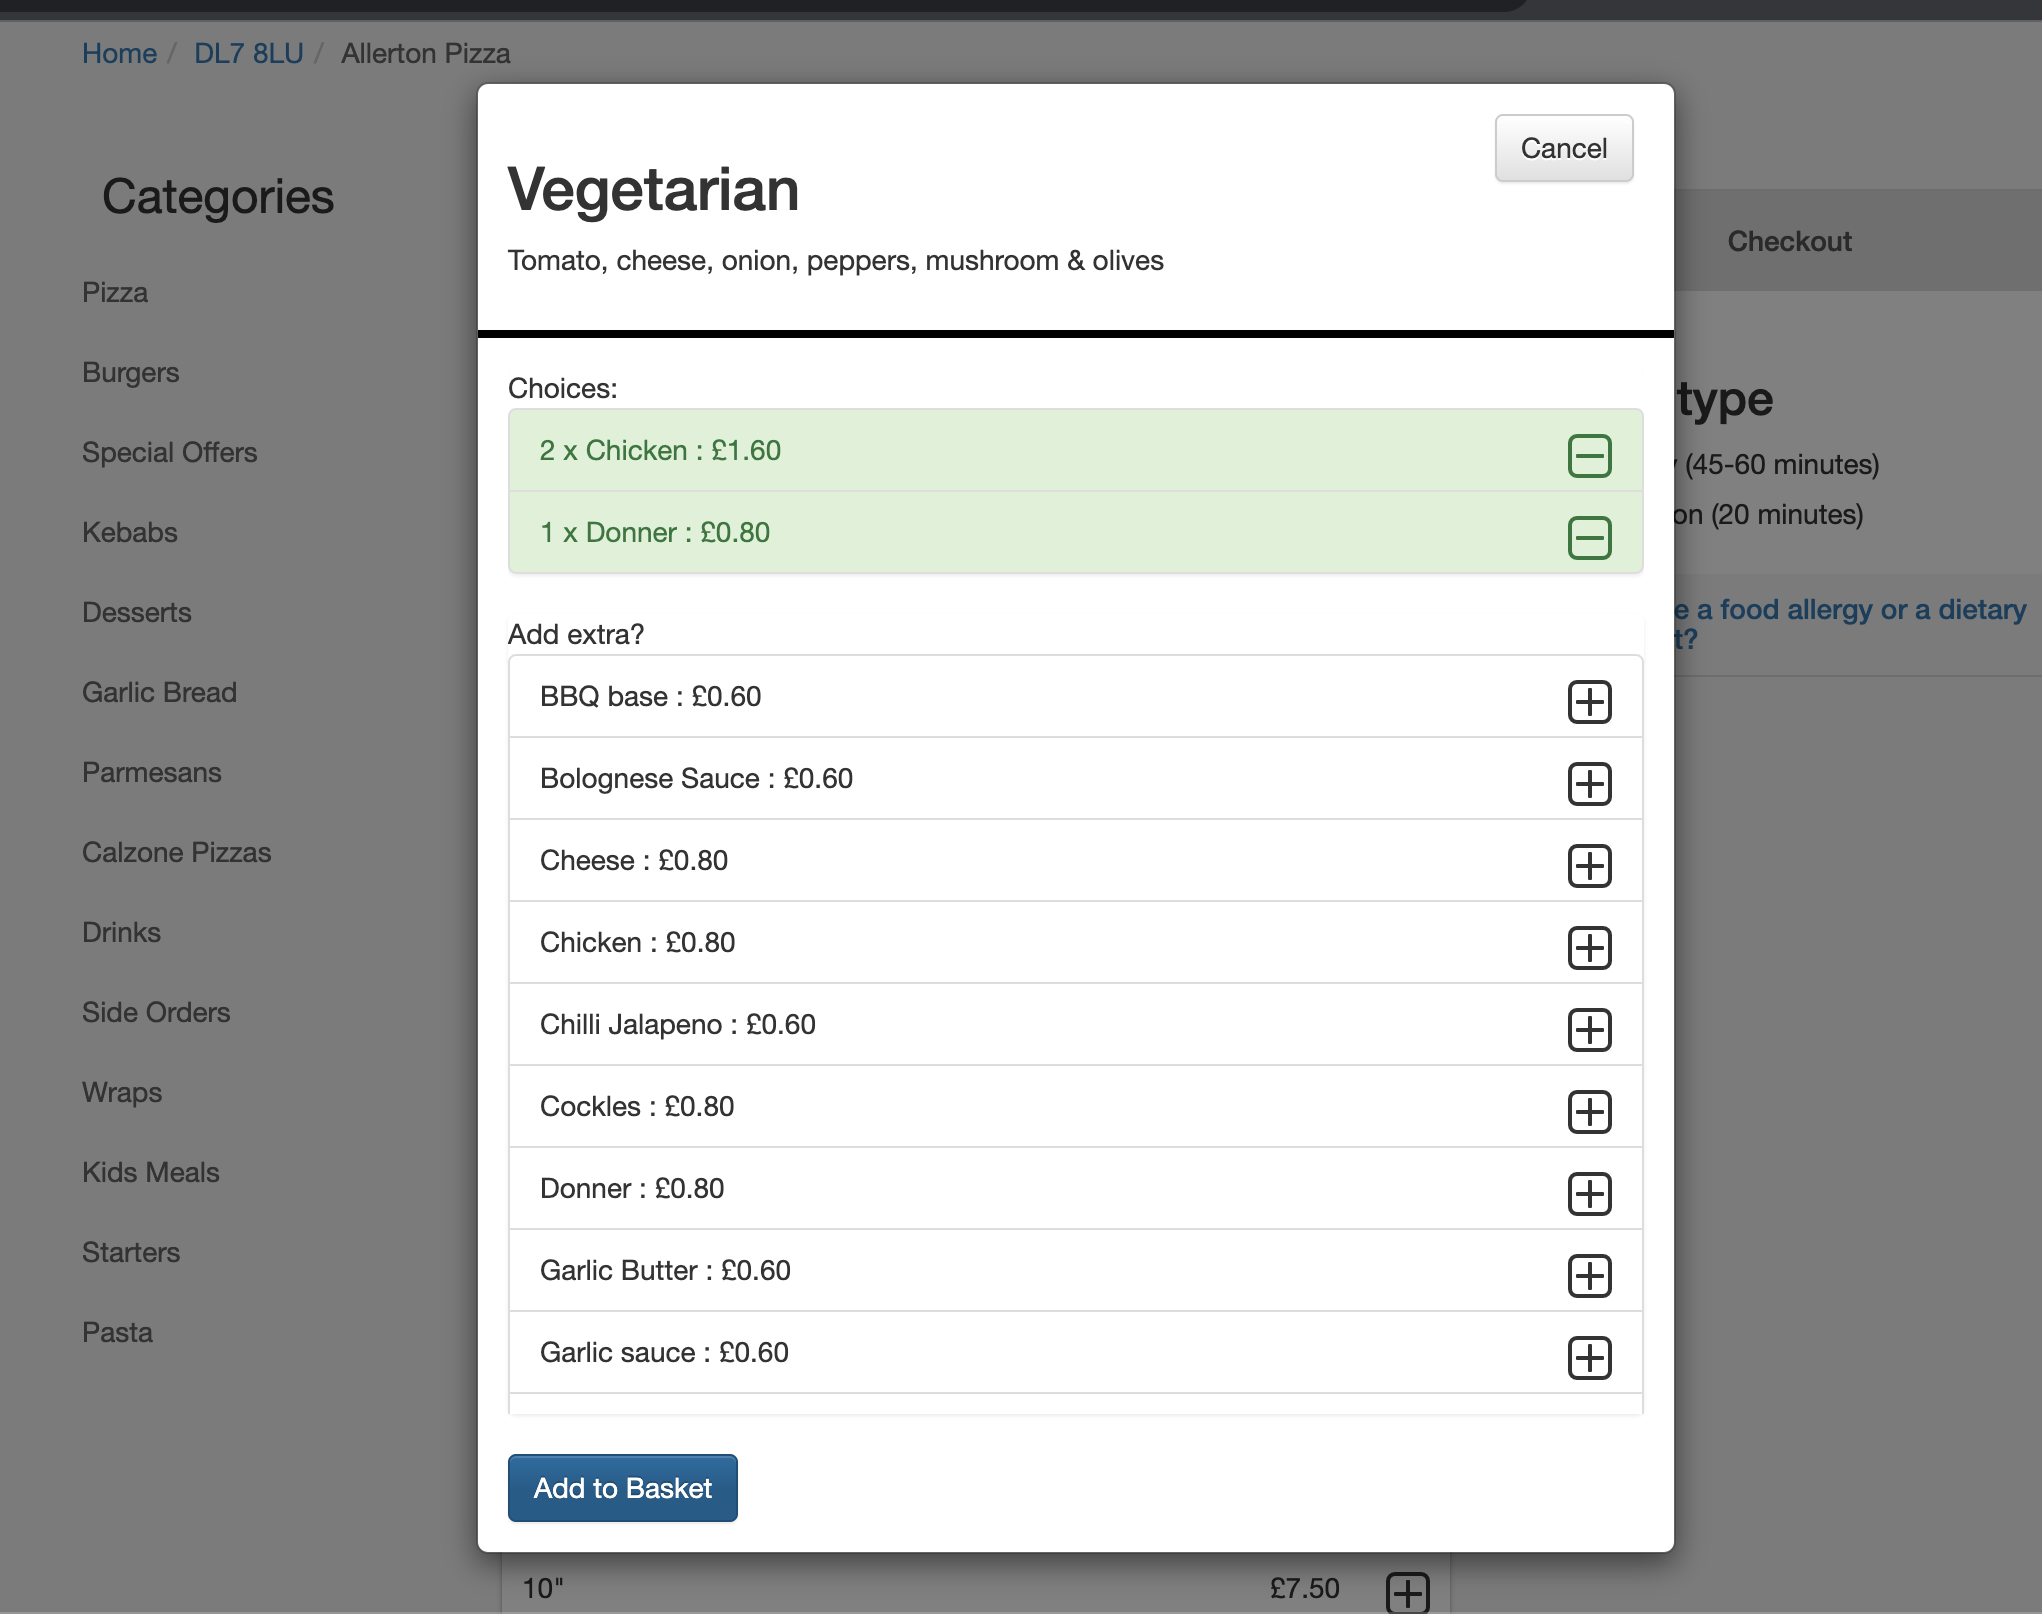 Home / DL7 8LU / Allerton Pizza
Categories
Pizza
Burgers
Special Offers
Kebabs
Desserts
Garlic Bread
Parmesans
Calzone Pizzas
Drinks
Side Orders
Wraps
Kids Meals
Starters
Pasta
Cancel
Vegetarian
Tomato, cheese, onion, peppers, mushroom & olives
Choices:
2 x Chicken : £1.60
1 x Donner : £0.80
Add extra?
BBQ base : £0.60
Bolognese Sauce : £0.60
Cheese : £0.80
Chicken : £0.80
Chilli Jalapeno : £0.60
Cockles : £0.80
Donner : £0.80
Garlic Butter : £0.60
Garlic sauce : £0.60
Add to Basket
Checkout
type
(45-60 minutes)
on (20 minutes)
e a food allergy or a dietary
t?
10" £7.50